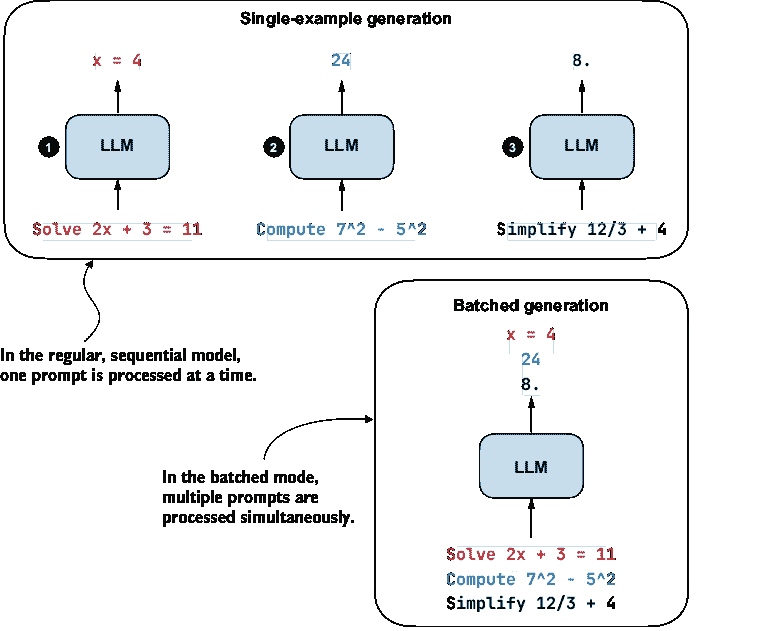 Single-example generation
x = 4
24
8.
1
LLM
2
LLM
3
LLM
Solve 2x + 3 = 11
Compute 7^2 - 5^2
Simplify 12/3 + 4
In the regular, sequential model,
one prompt is processed at a time.
Batched generation
x = 4
24
8.
LLM
In the batched mode,
multiple prompts are
processed simultaneously.
Solve 2x + 3 = 11
Compute 7^2 - 5^2
Simplify 12/3 + 4